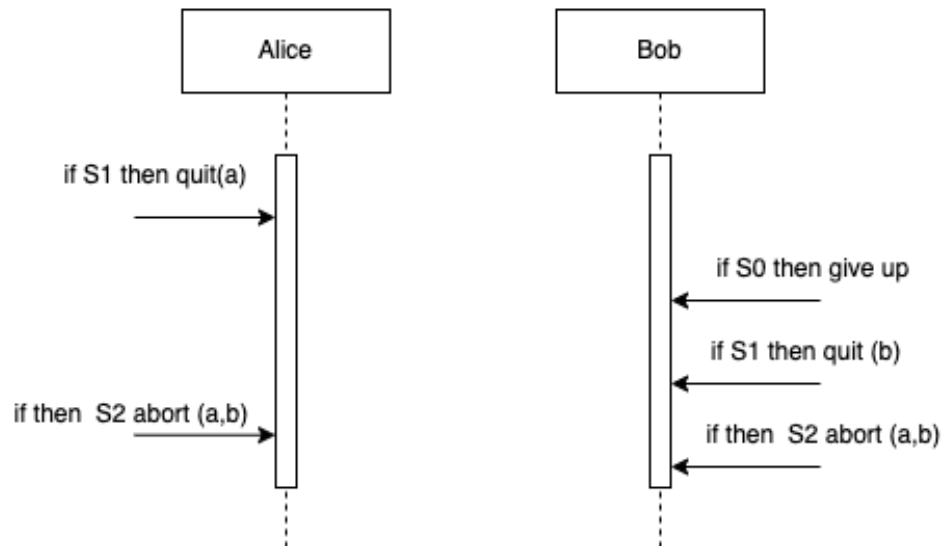 Alice
Bob
if S1 then quit(a)
if S0 then give up
if S1 then quit (b)
if then  S2 abort (a,b)
if then  S2 abort (a,b)